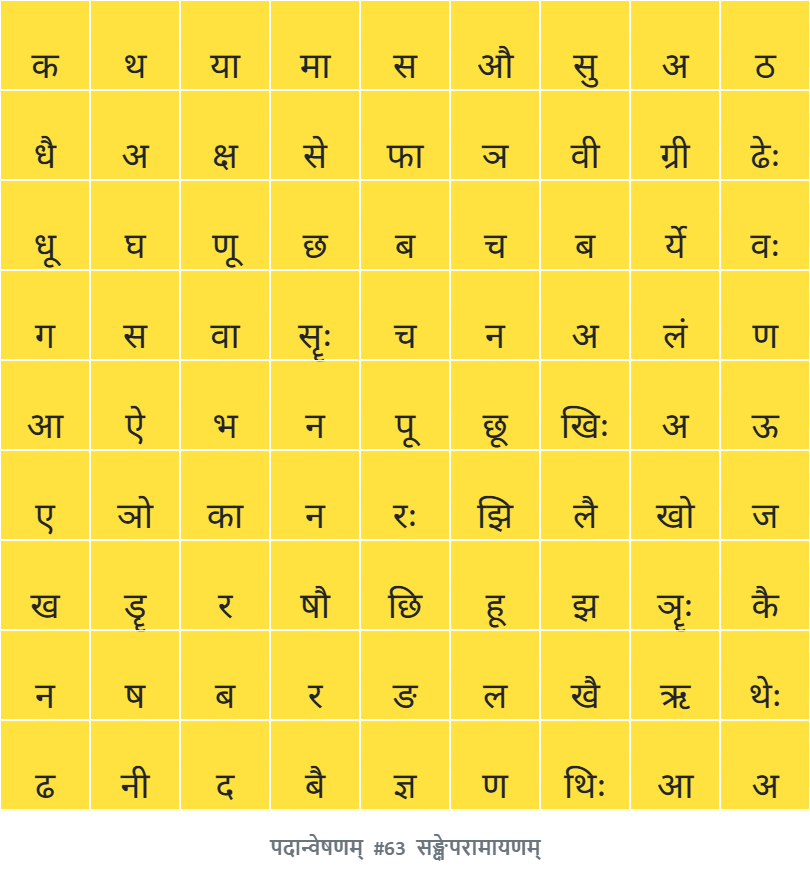 क थ या मा स औ सु अ ठ
धै अ क्ष से फा ञ वी ग्री ढेः
धू घ णू छ ब च ब र्ये वः
ग स वा सॄः च न अ लं ण
आ ऐ भ न पू छू खिः अ ऊ
ए ञो का न रः झि लै खो ज
ख डॄ र षौ छि हू झ ञॄः कै
न ष ब र ङ ल खै ऋ थेः
ढ नी द बै ज्ञ ण थिः आ अ
पदान्वेषणम् #63 सङ्क्षेपरामायणम्